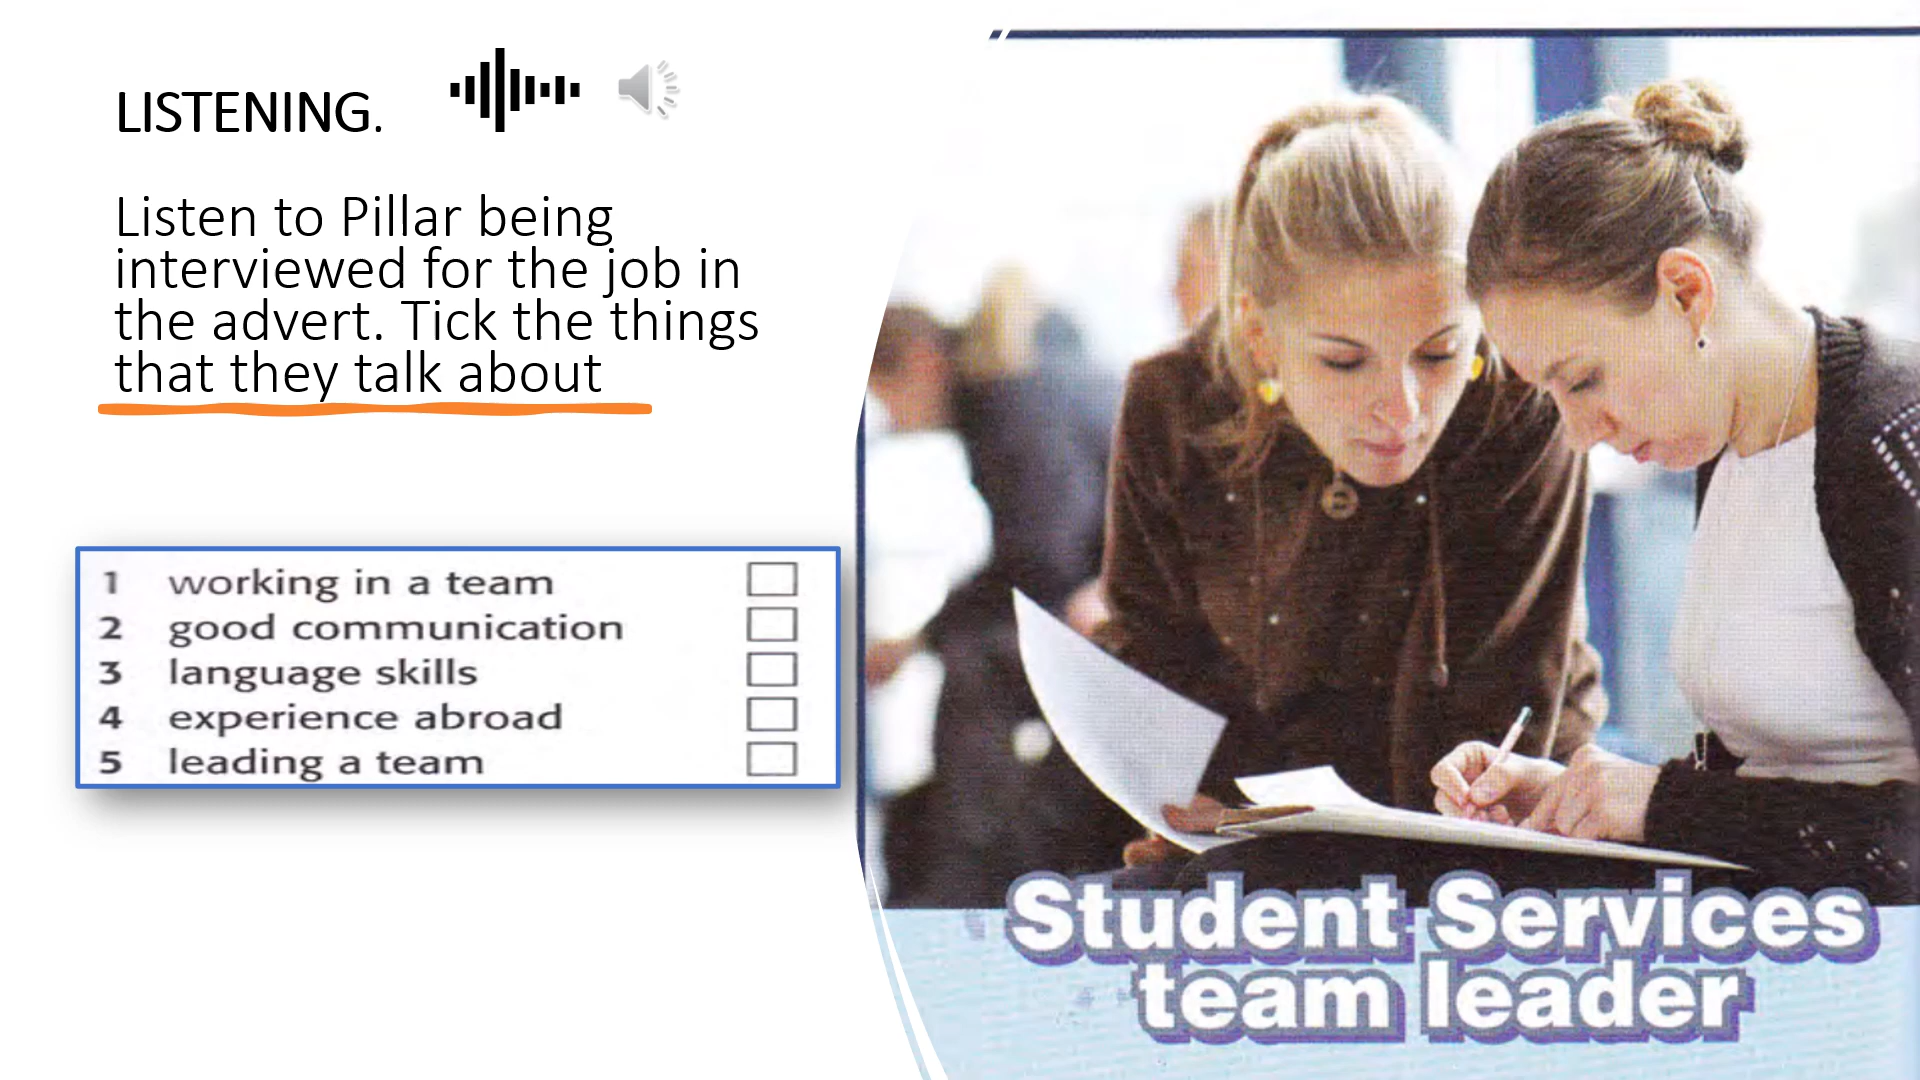 LISTENING.
Listen to Pillar being
interviewed for the job in
the advert. Tick the things
that they talk about
1 working in a team
2 good communication
3 language skills
4 experience abroad
5 leading a team
Student Services
team leader